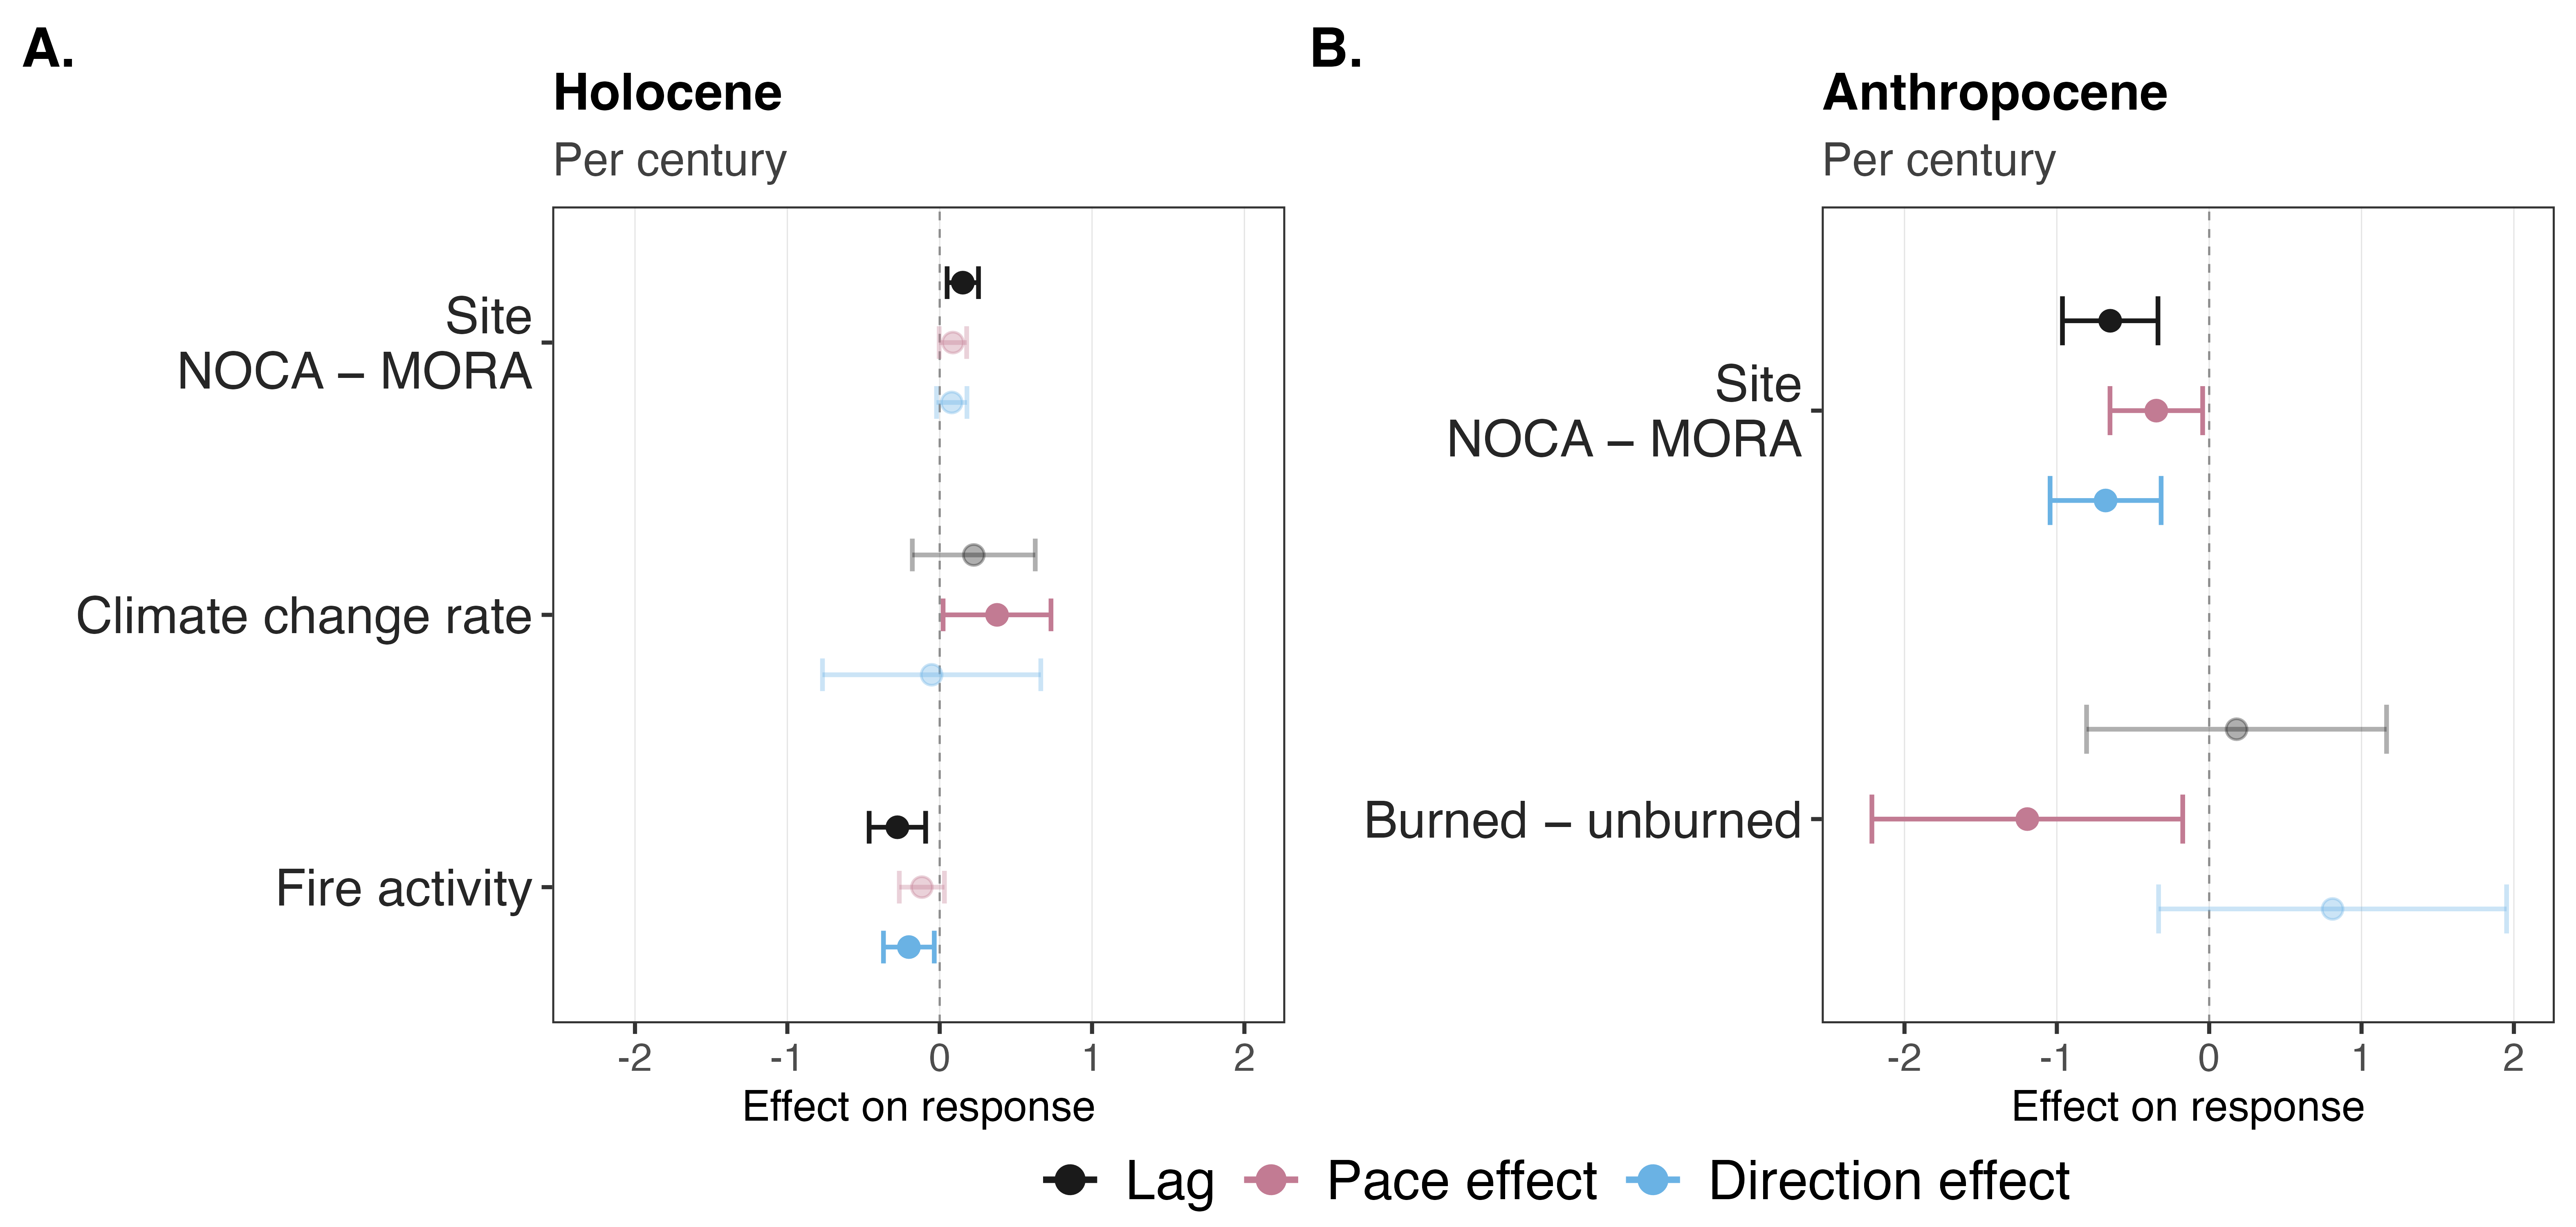 A.
Holocene
Per century
Site
NOCA – MORA
Climate change rate
Fire activity
-2 -1 0 1 2
Effect on response
B.
Anthropocene
Per century
Site
NOCA – MORA
Burned – unburned
-2 -1 0 1 2
Effect on response
Lag Pace effect Direction effect